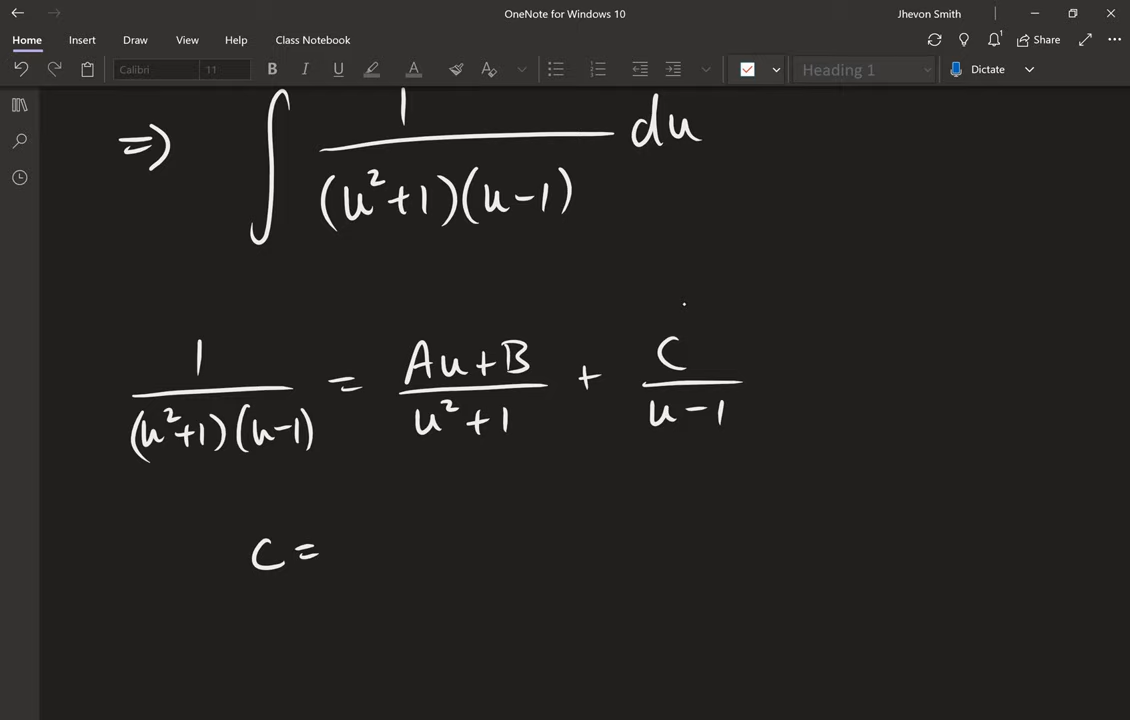 OneNote for Windows 10
Jhevon Smith
Home Insert Draw View Help Class Notebook
1 Share
Calibri 11 B I U A Heading 1 Dictate
=> ∫ 1/((u²+1)(u-1)) du
1/((u²+1)(u-1)) = (Au+B)/(u²+1) + C/(u-1)
C =